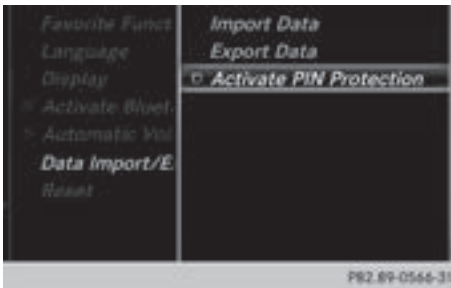 Favorite Funct
Language
Display
Activate Bluet
Automatic Vol
Data Import/E.
Reset
Import Data
Export Data
Activate PIN Protection
P82.89-0566-31